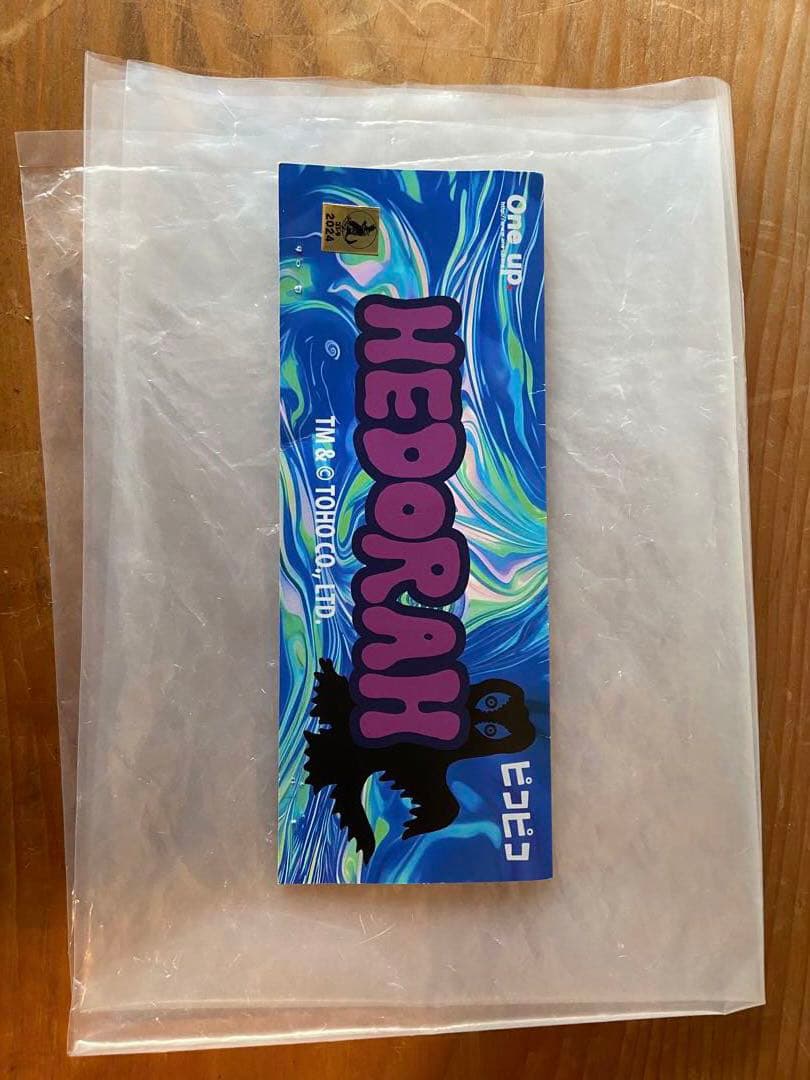 One up.
ピコピコ
HEDORAH
TM & © TOHO CO., LTD.
2024